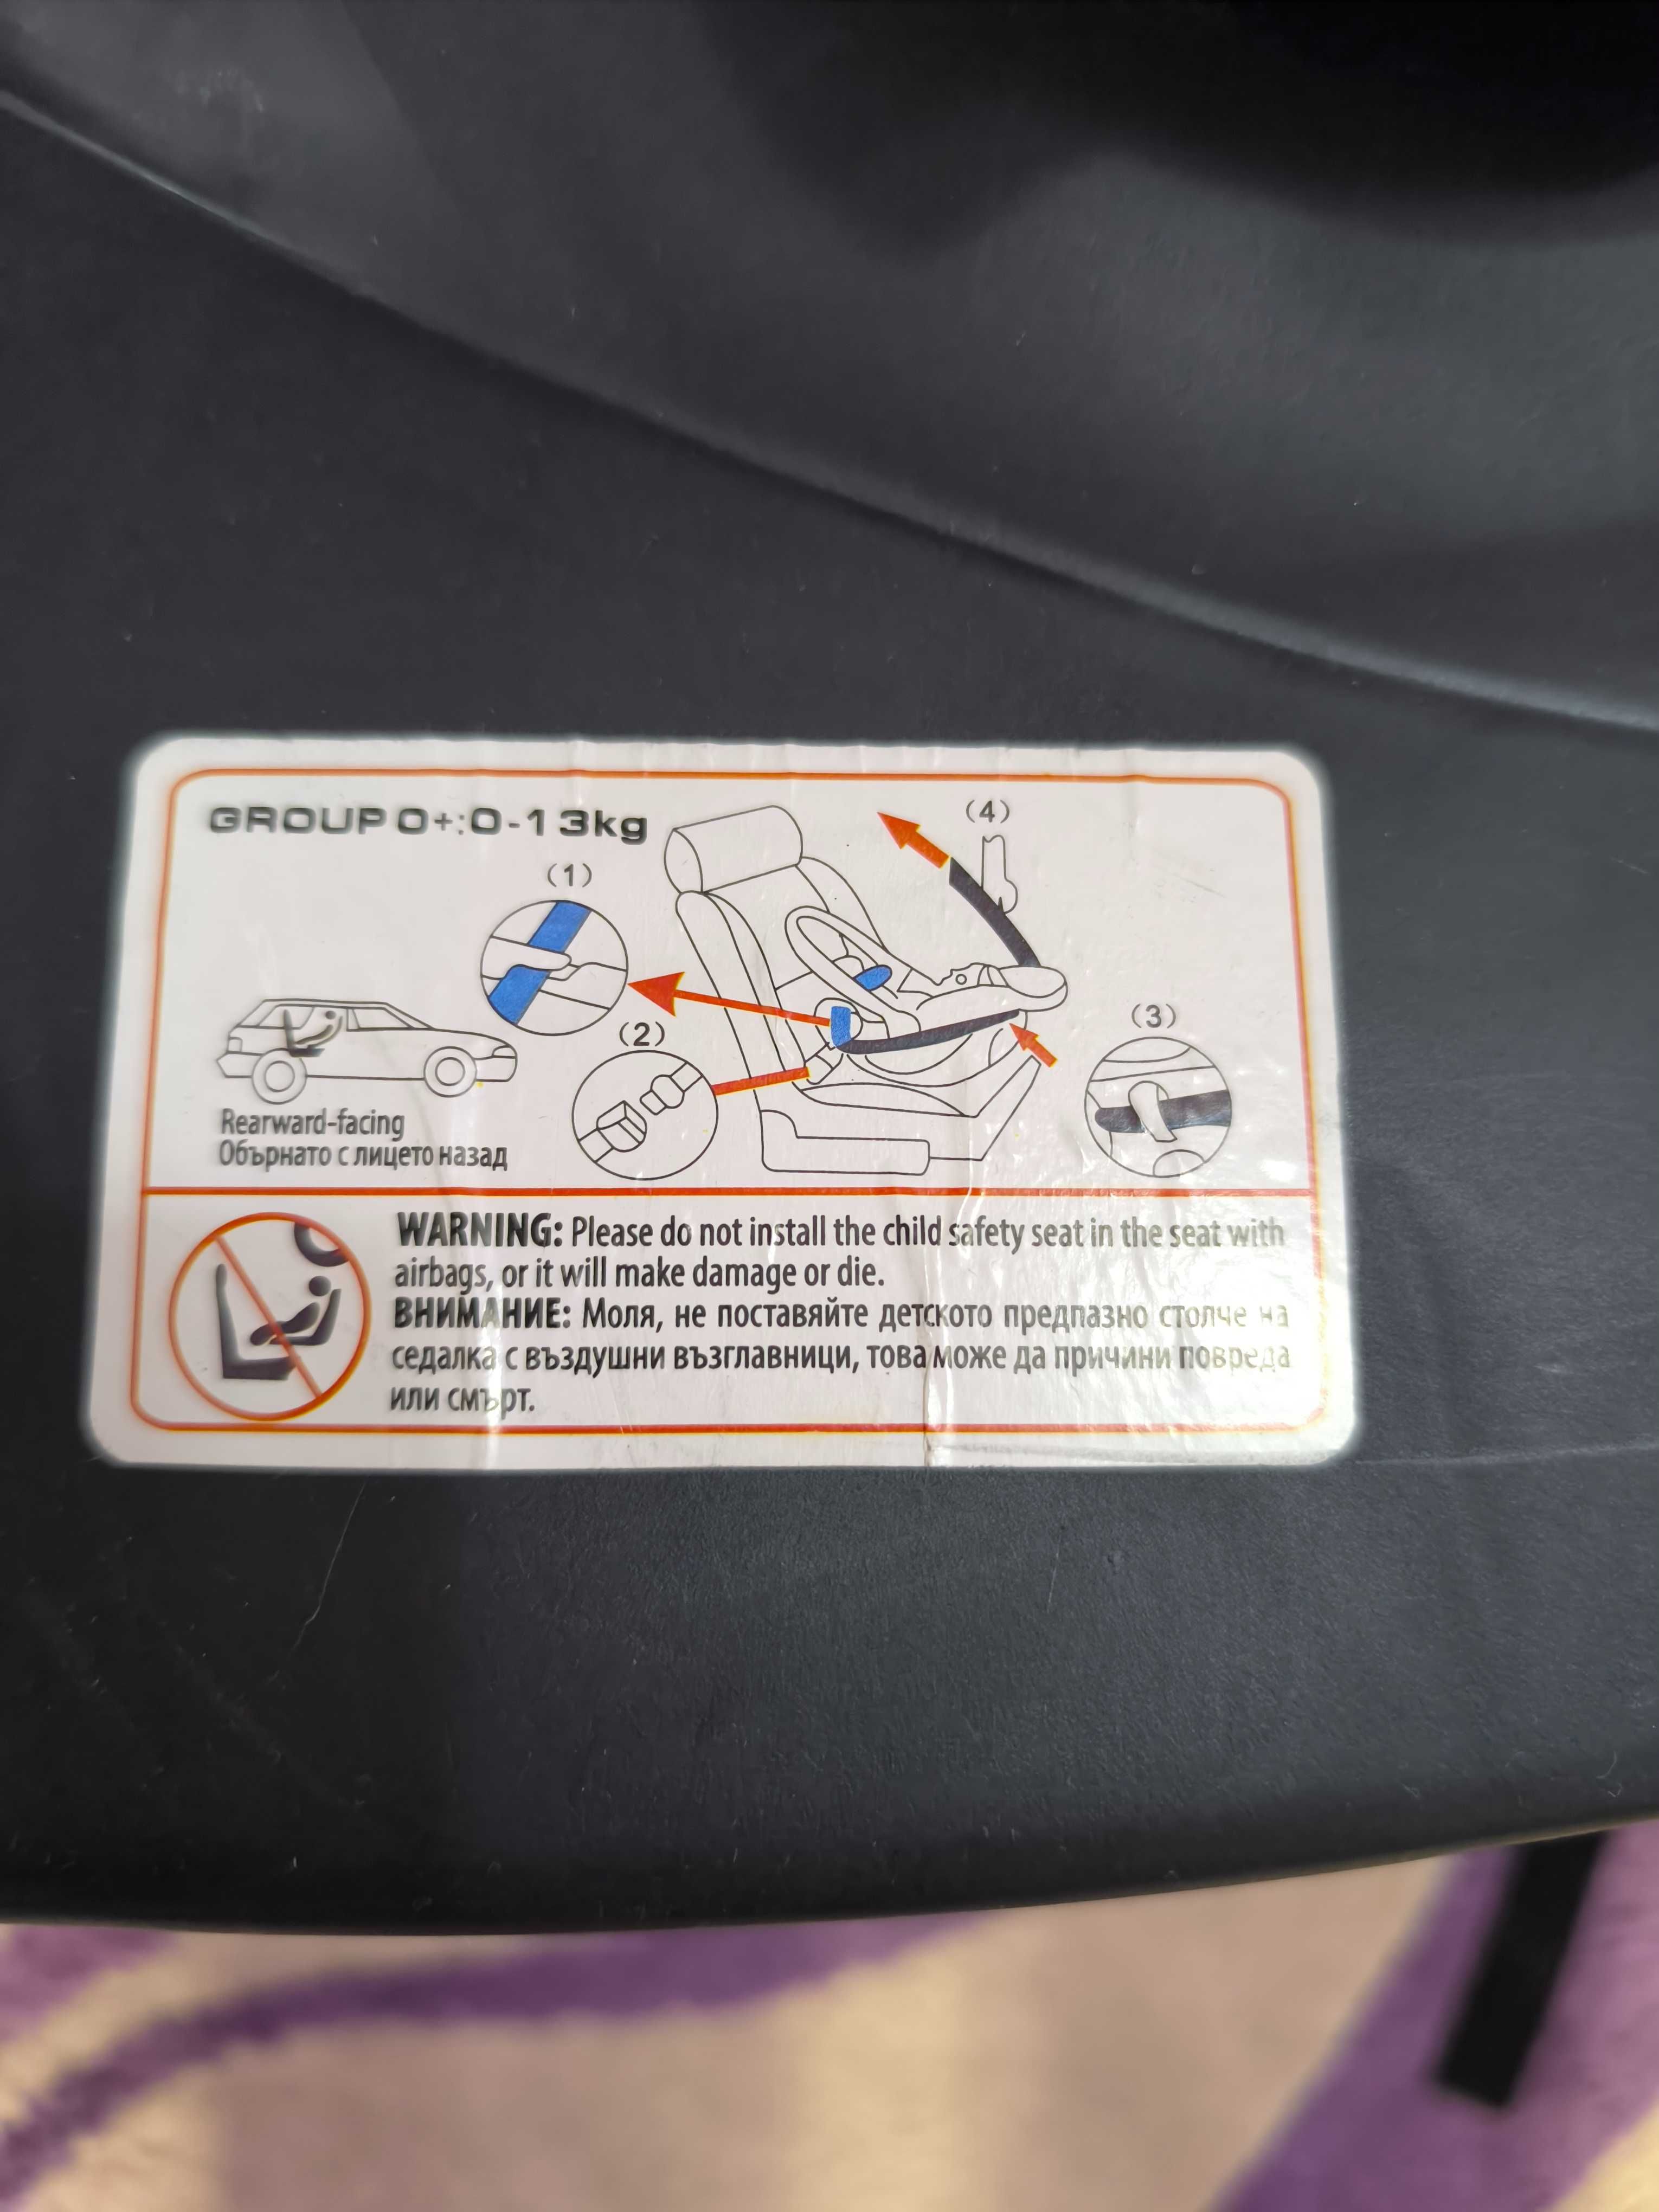 GROUP 0+:0-13kg
(4)
(1)
(2)
(3)
Rearward-facing
Обърнато с лицето назад
WARNING: Please do not install the child safety seat in the seat with
airbags, or it will make damage or die.
ВНИМАНИЕ: Моля, не поставяйте детското предпазно столче на
седалка с въздушни възглавници, това може да причини повреда
или смърт.